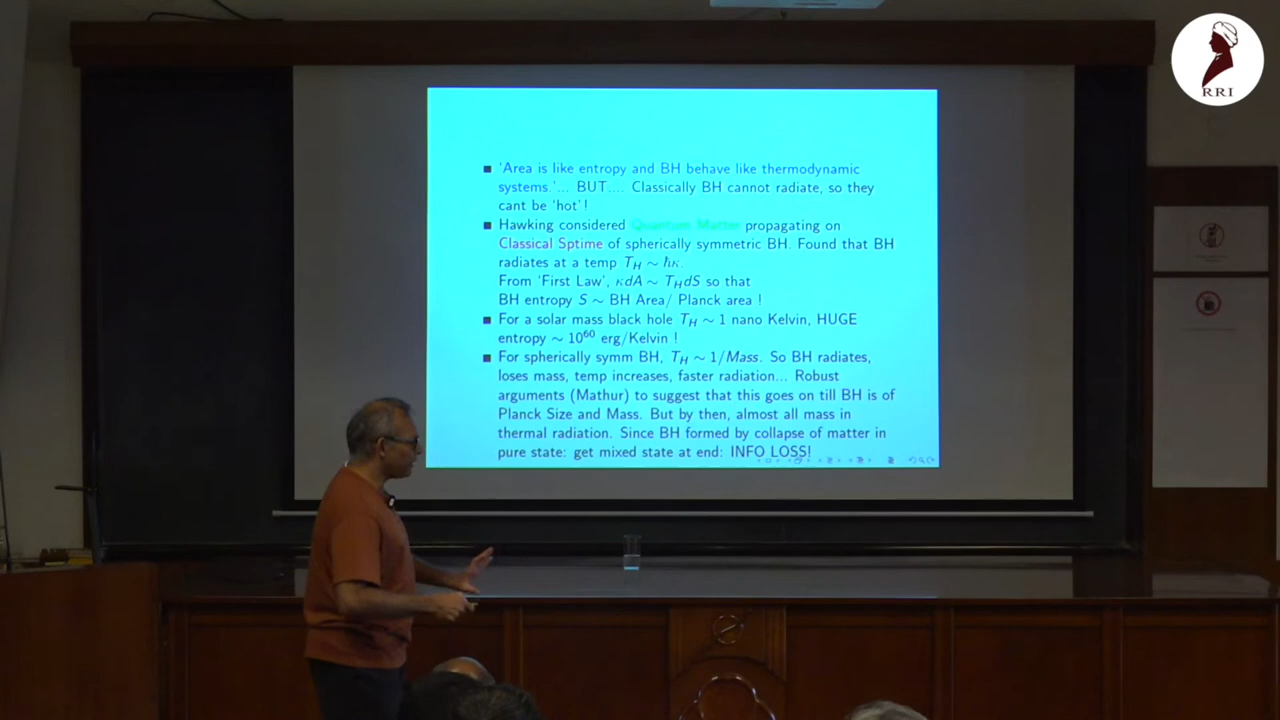 RRI
'Area is like entropy and BH behave like thermodynamic
systems.'... BUT.... Classically BH cannot radiate, so they
cant be 'hot'!
Hawking considered Quantum Matter propagating on
Classical Sptime of spherically symmetric BH. Found that BH
radiates at a temp T_H ∼ ℏκ.
From 'First Law', κdA ∼ T_HdS so that
BH entropy S ∼ BH Area/ Planck area !
For a solar mass black hole T_H ∼ 1 nano Kelvin, HUGE
entropy ∼ 10^60 erg/Kelvin !
For spherically symm BH, T_H ∼ 1/Mass. So BH radiates,
loses mass, temp increases, faster radiation... Robust
arguments (Mathur) to suggest that this goes on till BH is of
Planck Size and Mass. But by then, almost all mass in
thermal radiation. Since BH formed by collapse of matter in
pure state: get mixed state at end: INFO LOSS!